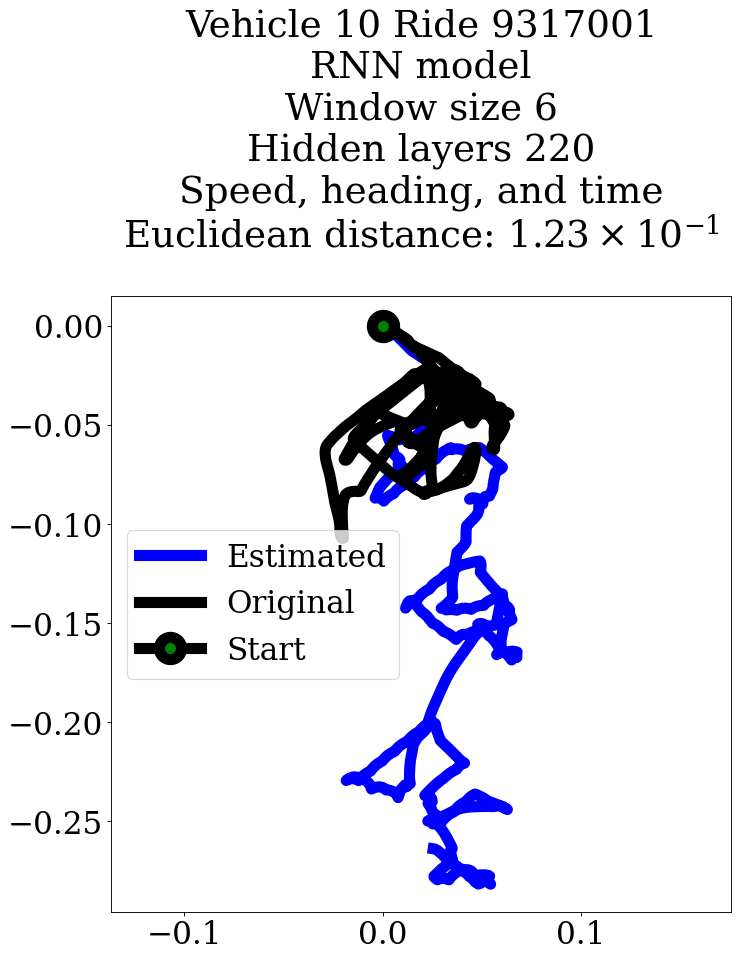 Vehicle 10 Ride 9317001
RNN model
Window size 6
Hidden layers 220
Speed, heading, and time
Euclidean distance: 1.23 × 10⁻¹
0.00
−0.05
−0.10
−0.15
−0.20
−0.25
Estimated
Original
Start
−0.1
0.0
0.1